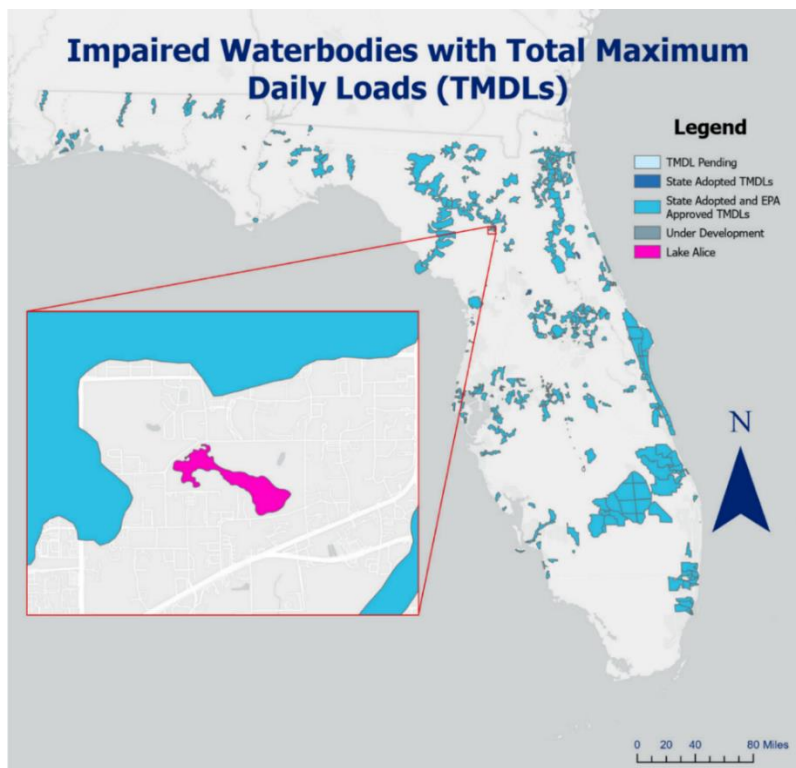 Impaired Waterbodies with Total Maximum
Daily Loads (TMDLs)
Legend
TMDL Pending
State Adopted TMDLs
State Adopted and EPA
Approved TMDLs
Under Development
Lake Alice
N
0 20 40 80 Miles